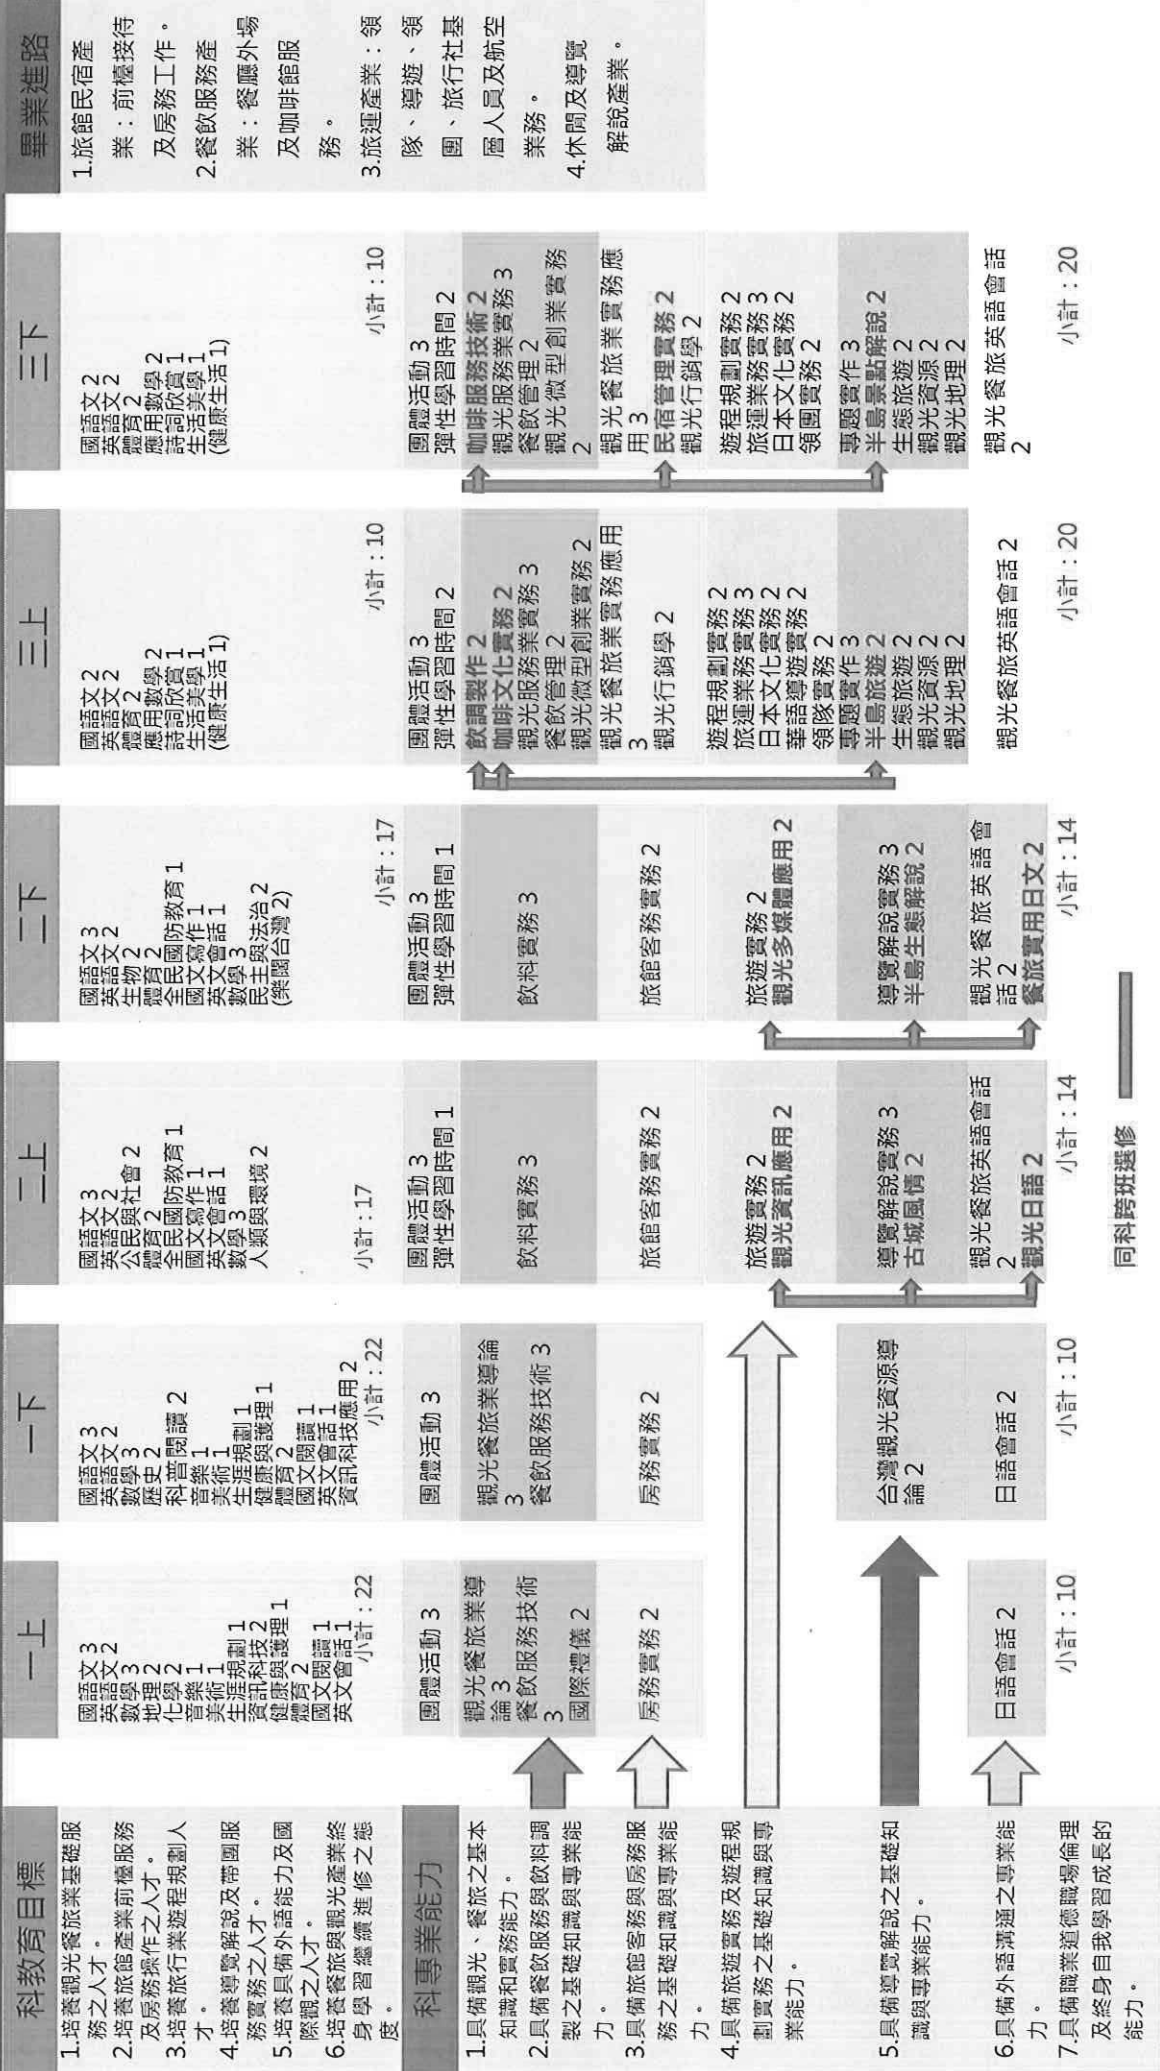 科教育目標
1.培養觀光餐旅業基礎服
務之人才。
2.培養旅館產業前檯服務
及房務操作之人才。
3.培養旅行業遊程規劃人
才。
4.培養導覽解說及帶團服
務實務之人才。
5.培養具備外語能力及國
際觀之人才。
6.培養餐旅與觀光產業終
身學習繼續進修之態
度。
科專業能力
1.具備觀光、餐旅之基本
知識和實務能力。
2.具備餐飲服務與飲料調
製之基礎知識與專業能
力。
3.具備旅館客務與房務服
務之基礎知識與專業能
力。
4.具備旅遊實務及遊程規
劃實務之基礎知識與專
業能力。
5.具備導覽解說之基礎知
識與專業能力。
6.具備外語溝通之專業能
力。
7.具備職業道德職場倫理
及終身自我學習成長的
能力。
一上
國語文 3
英語文 2
數學 3
地理 2
化學 2
音樂 1
美術 1
生涯規劃 1
資訊科技 2
健康與護理 1
體育 2
國文閱讀 1
英文會話 1
小計：22
團體活動 3
觀光餐旅業導
論 3
餐飲服務技術
3
國際禮儀 2
房務實務 2
日語會話 2
小計：10
一下
國語文 3
英語文 2
數學 3
歷史 2
科普閱讀 2
音樂 1
美術 1
生涯規劃 1
健康與護理 1
體育 2
國文閱讀 1
英文會話 1
資訊科技應用 2
小計：22
團體活動 3
觀光餐旅業導論
3
餐飲服務技術 3
房務實務 2
台灣觀光資源導
論 2
日語會話 2
小計：10
二上
國語文 3
英語文 2
公民與社會 2
體育 2
全民國防教育 1
國文寫作 1
英文會話 1
數學 3
人類與環境 2
小計：17
團體活動 3
彈性學習時間 1
飲料實務 3
旅館客務實務 2
旅遊實務 2
觀光資訊應用 2
導覽解說實務 3
古城風情 2
觀光餐旅英語會話
2
觀光日語 2
小計：14
二下
國語文 3
英語文 2
生物 2
體育 2
全民國防教育 1
國文寫作 1
英文會話 1
數學 3
民主與法治 2
(樂閱台灣 2)
小計：17
團體活動 3
彈性學習時間 1
飲料實務 3
旅館客務實務 2
旅遊實務 2
觀光多媒體應用 2
導覽解說實務 3
半島生態解說 2
觀光餐旅英語會
話 2
餐旅實用日文 2
小計：14
三上
國語文 2
英語文 2
體育 2
應用數學 2
詩詞欣賞 1
生活美學 1
(健康生活 1)
小計：10
團體活動 3
彈性學習時間 2
飲調製作 2
咖啡文化實務 2
觀光服務業實務 3
餐飲管理 2
觀光微型創業實務 2
觀光餐旅業實務應用
3
觀光行銷學 2
遊程規劃實務 2
旅運業務實務 3
日本文化實務 2
華語導遊實務 2
領隊實務 2
專題實作 3
半島旅遊 2
生態旅遊 2
觀光資源 2
觀光地理 2
觀光餐旅英語會話 2
小計：20
三下
國語文 2
英語文 2
體育 2
應用數學 2
詩詞欣賞 1
生活美學 1
(健康生活 1)
小計：10
團體活動 3
彈性學習時間 2
咖啡服務技術 2
觀光服務業實務 3
餐飲管理 2
觀光微型創業實務
2
觀光餐旅業實務應
用 3
民宿管理實務 2
觀光行銷學 2
遊程規劃實務 2
旅運業務實務 3
日本文化實務 2
領團實務 2
專題實作 3
半島景點解說 2
生態旅遊 2
觀光資源 2
觀光地理 2
觀光餐旅英語會話
2
小計：20
畢業進路
1.旅館民宿產
業：前檯接待
及房務工作。
2.餐飲服務產
業：餐廳外場
及咖啡館服
務。
3.旅運產業：領
隊、導遊、領
團、旅行社基
層人員及航空
業務。
4.休閒及導覽
解說產業。
同科跨班選修